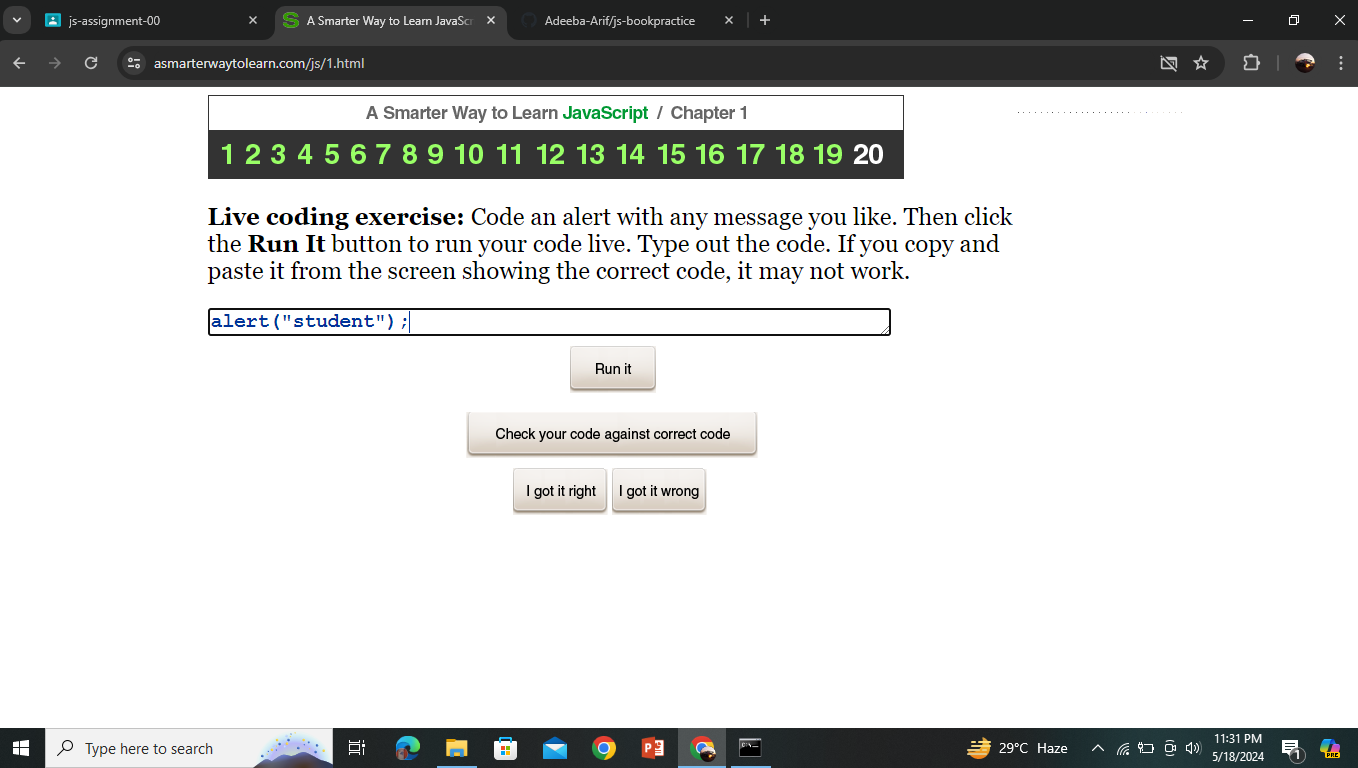 js-assignment-00
A Smarter Way to Learn JavaScr
Adeeba-Arif/js-bookpractice
asmarterwaytolearn.com/js/1.html
A Smarter Way to Learn JavaScript / Chapter 1
1 2 3 4 5 6 7 8 9 10 11 12 13 14 15 16 17 18 19 20
Live coding exercise: Code an alert with any message you like. Then click
the Run It button to run your code live. Type out the code. If you copy and
paste it from the screen showing the correct code, it may not work.
alert("student");
Run it
Check your code against correct code
I got it right I got it wrong
Type here to search
29°C Haze
11:31 PM
5/18/2024
1
PRE